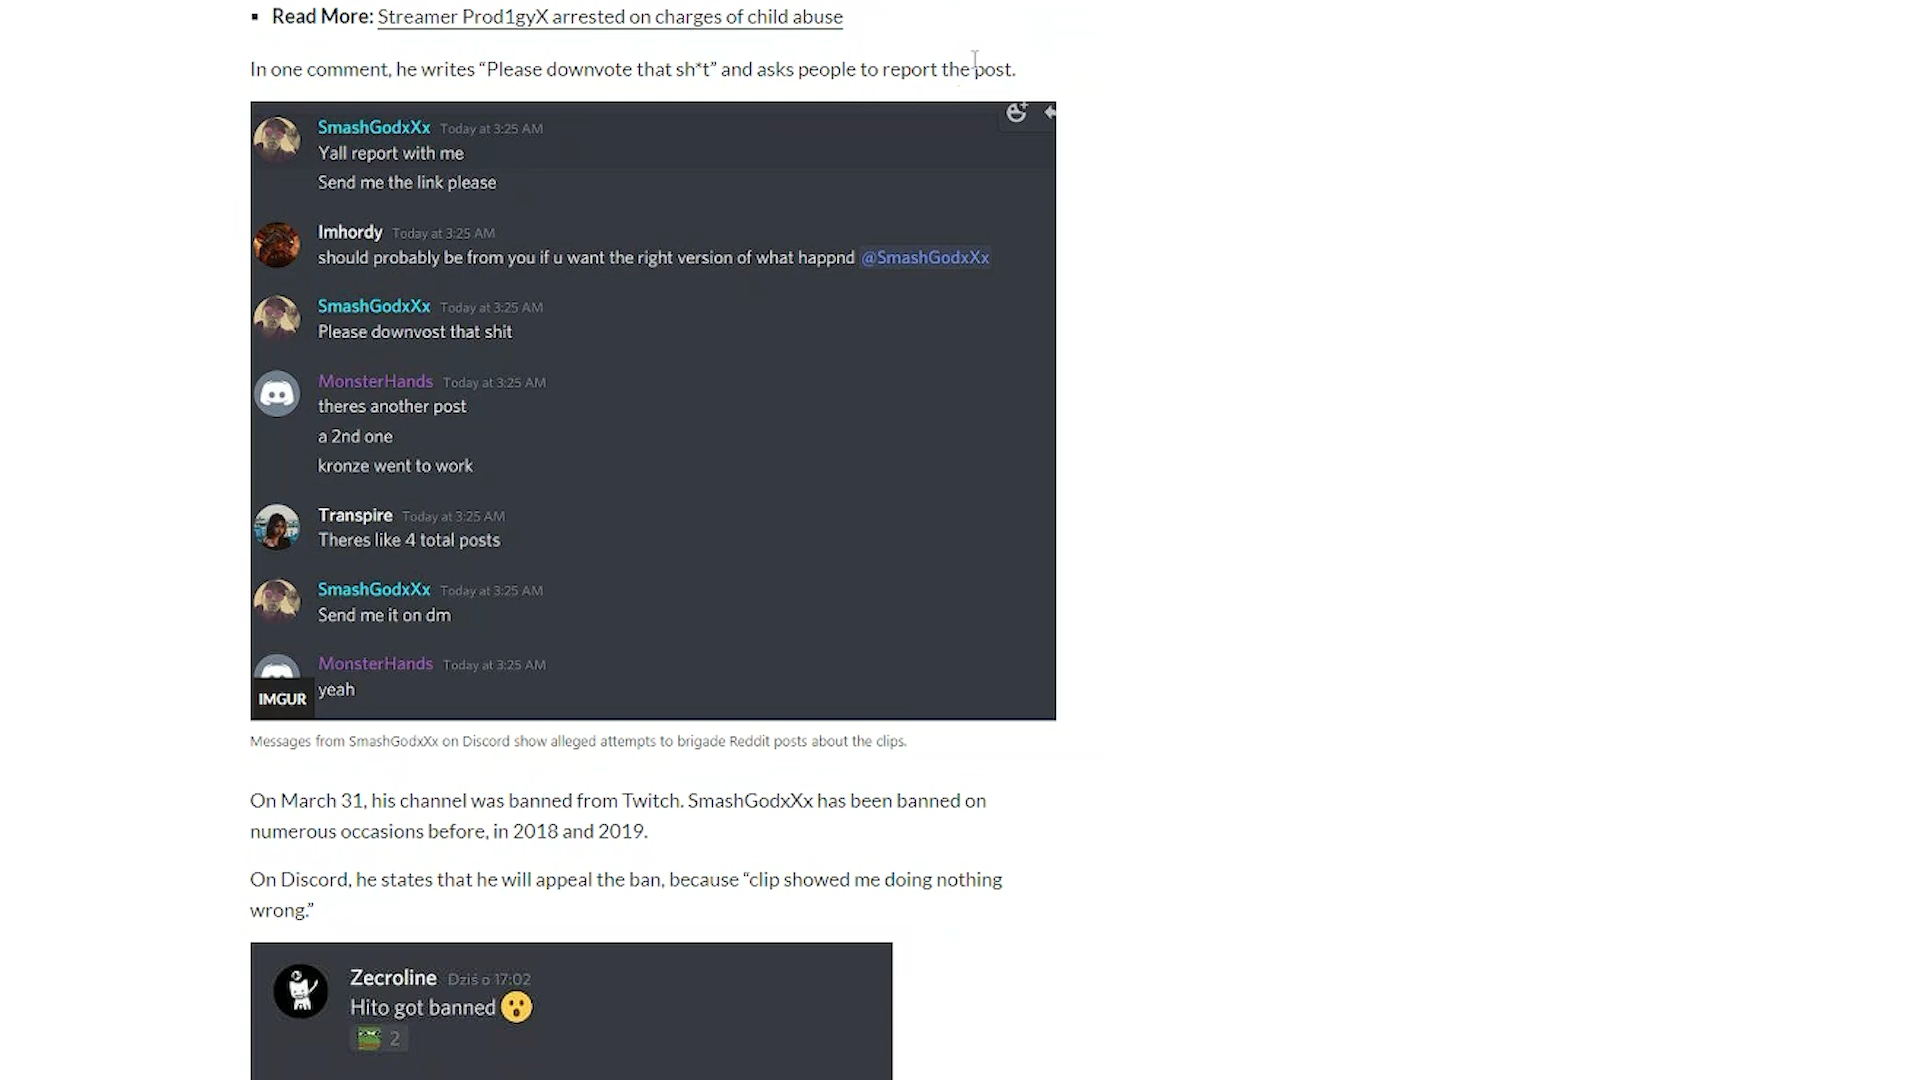 Read More: Streamer Prod1gyX arrested on charges of child abuse
In one comment, he writes “Please downvote that sh*t” and asks people to report the post.
SmashGodxXx Today at 3:25 AM
Yall report with me
Send me the link please
Imhordy Today at 3:25 AM
should probably be from you if u want the right version of what happnd @SmashGodxXx
SmashGodxXx Today at 3:25 AM
Please downvost that shit
MonsterHands Today at 3:25 AM
theres another post
a 2nd one
kronze went to work
Transpire Today at 3:25 AM
Theres like 4 total posts
SmashGodxXx Today at 3:25 AM
Send me it on dm
MonsterHands Today at 3:25 AM
yeah
IMGUR
Messages from SmashGodxXx on Discord show alleged attempts to brigade Reddit posts about the clips.
On March 31, his channel was banned from Twitch. SmashGodxXx has been banned on
numerous occasions before, in 2018 and 2019.
On Discord, he states that he will appeal the ban, because “clip showed me doing nothing
wrong.”
Zecroline Dziś o 17:02
Hito got banned
2